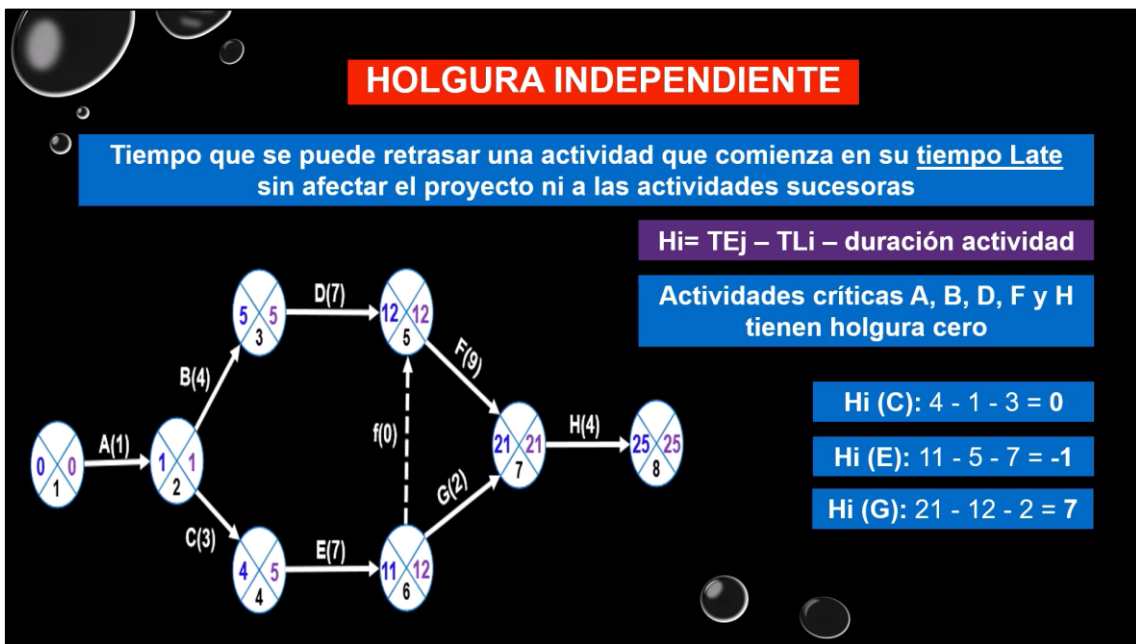 HOLGURA INDEPENDIENTE
Tiempo que se puede retrasar una actividad que comienza en su tiempo Late
sin afectar el proyecto ni a las actividades sucesoras
Hi= TEj – TLi – duración actividad
Actividades críticas A, B, D, F y H
tienen holgura cero
Hi (C): 4 - 1 - 3 = 0
Hi (E): 11 - 5 - 7 = -1
Hi (G): 21 - 12 - 2 = 7
0 0
1
A(1)
1 1
2
B(4)
5 5
3
D(7)
12 12
5
F(9)
C(3)
4 5
4
E(7)
11 12
6
f(0)
G(2)
21 21
7
H(4)
25 25
8